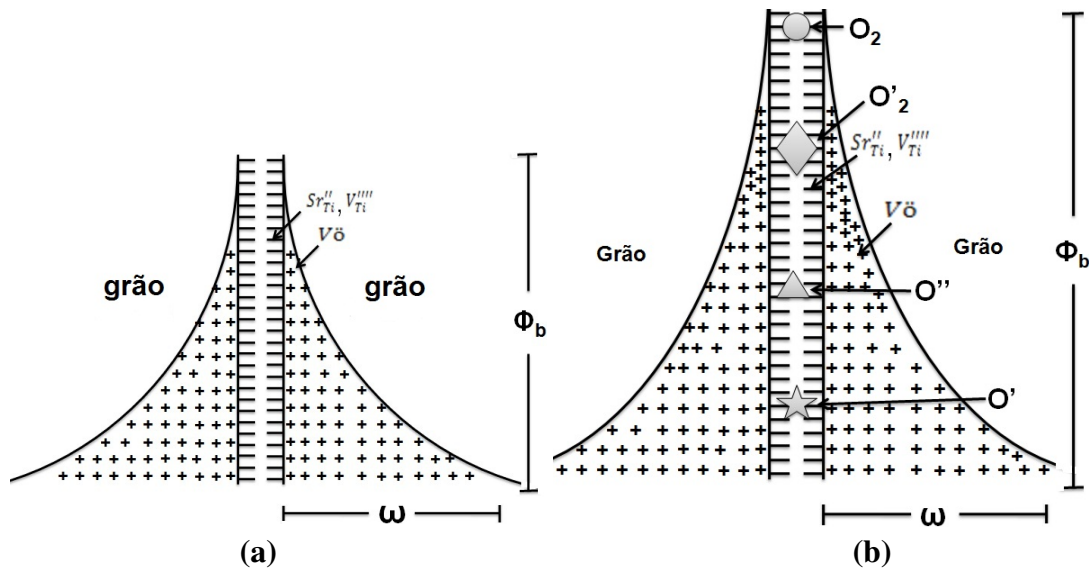 grão
Sr''Ti, V''''Ti
Vö
grão
Φb
ω
(a)
O2
O'2
Sr''Ti, V''''Ti
Vö
Grão
Grão
Φb
O''
O'
ω
(b)